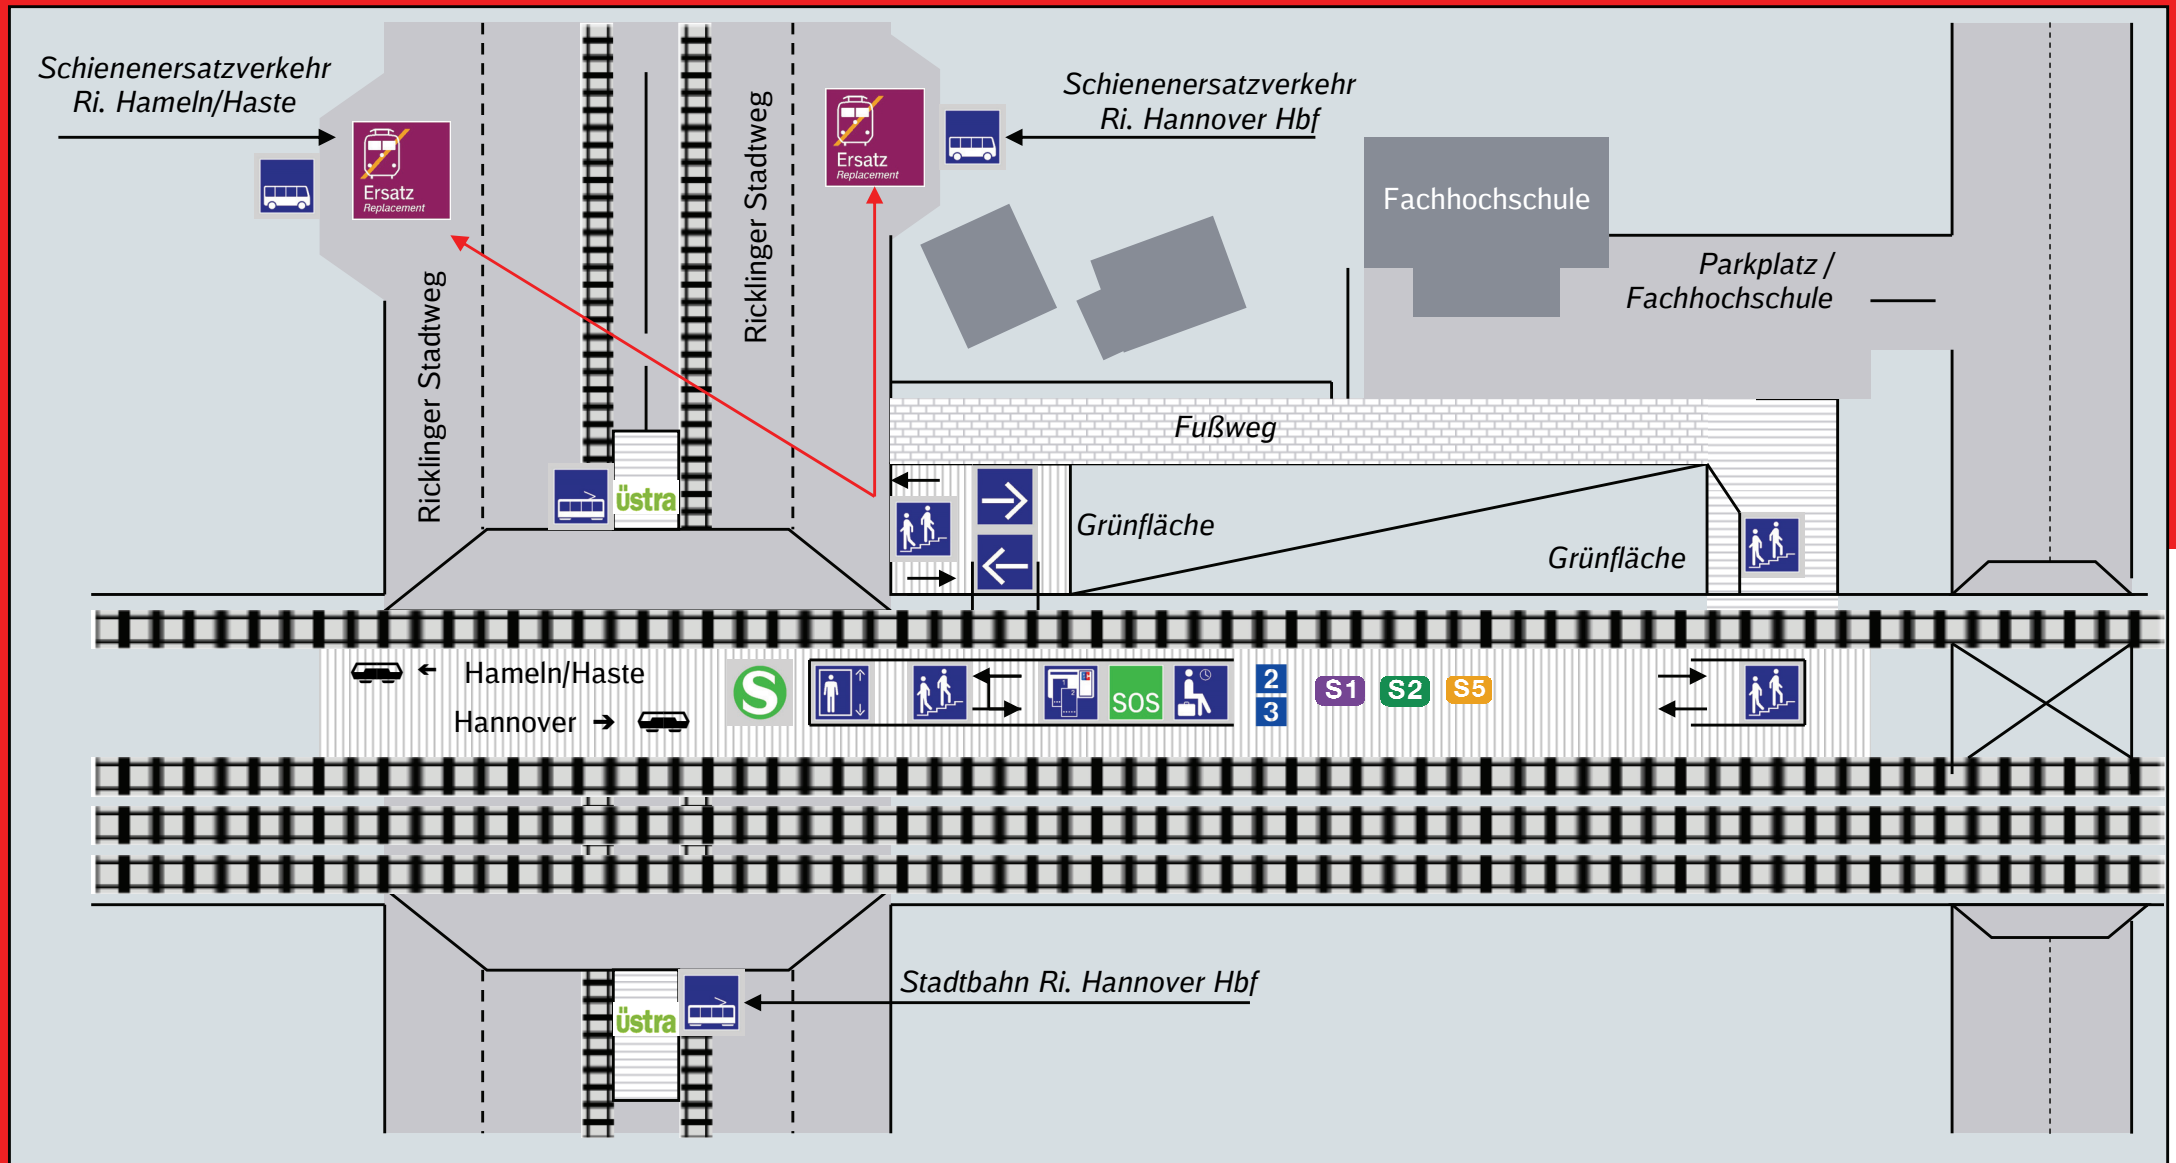 Schienenersatzverkehr
Ri. Hameln/Haste
Ersatz
Replacement
Ricklinger Stadtweg
Ricklinger Stadtweg
Ersatz
Replacement
Schienenersatzverkehr
Ri. Hannover Hbf
Fachhochschule
Parkplatz /
Fachhochschule
Fußweg
üstra
Grünfläche
Grünfläche
Hameln/Haste
Hannover
S
SOS
2
3
S1
S2
S5
üstra
Stadtbahn Ri. Hannover Hbf